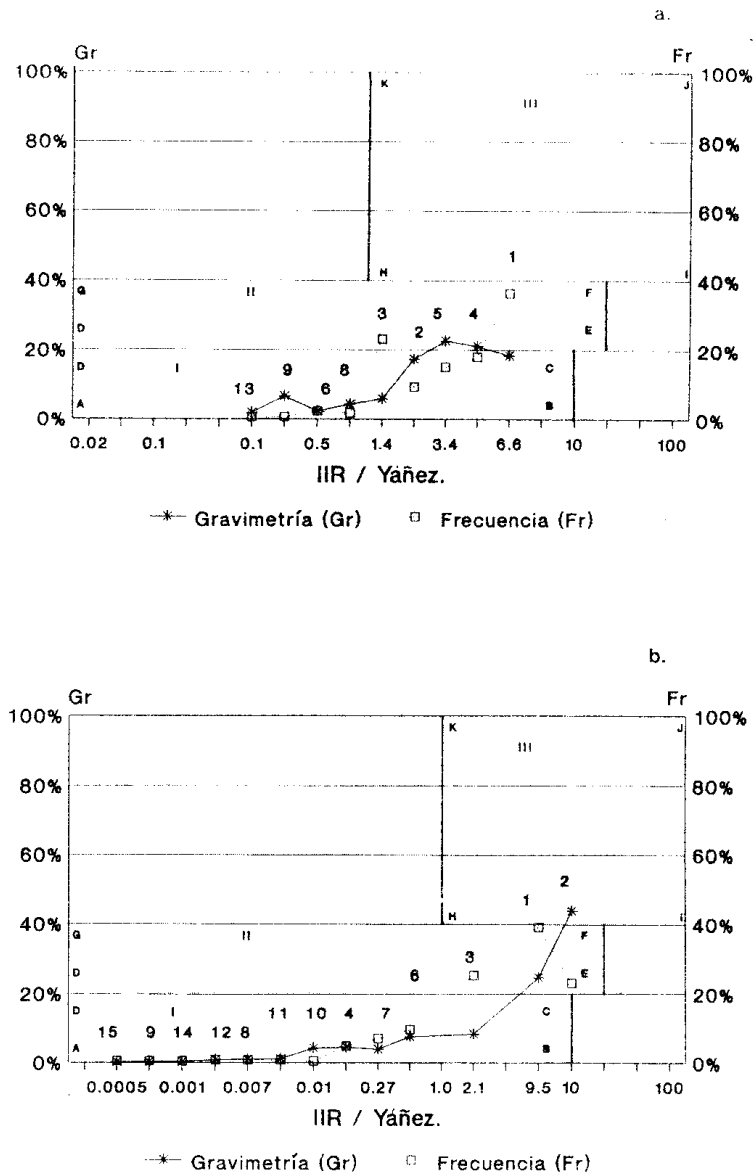 a.
Gr Fr
100% K J 100%
III
80% 80%
60% 60%
1
40% H I 40%
G II F
3 5 4
D 2 E
20% 20%
9
D I 8 C
13 6
A B
0% 0%
0.02 0.1 0.1 0.5 1.4 3.4 6.6 10 100
IIR / Yáñez.
Gravimetría (Gr) Frecuencia (Fr)
b.
Gr Fr
100% 100%
K J
III
80% 80%
60% 60%
2
1
40% H I 40%
G II F
3
D 6 E
20% 20%
D I 11 10 4 7 C
15 9 14 12 8
A B
0% 0%
0.0005 0.001 0.007 0.01 0.27 1.0 2.1 9.5 10 100
IIR / Yáñez.
Gravimetría (Gr) Frecuencia (Fr)